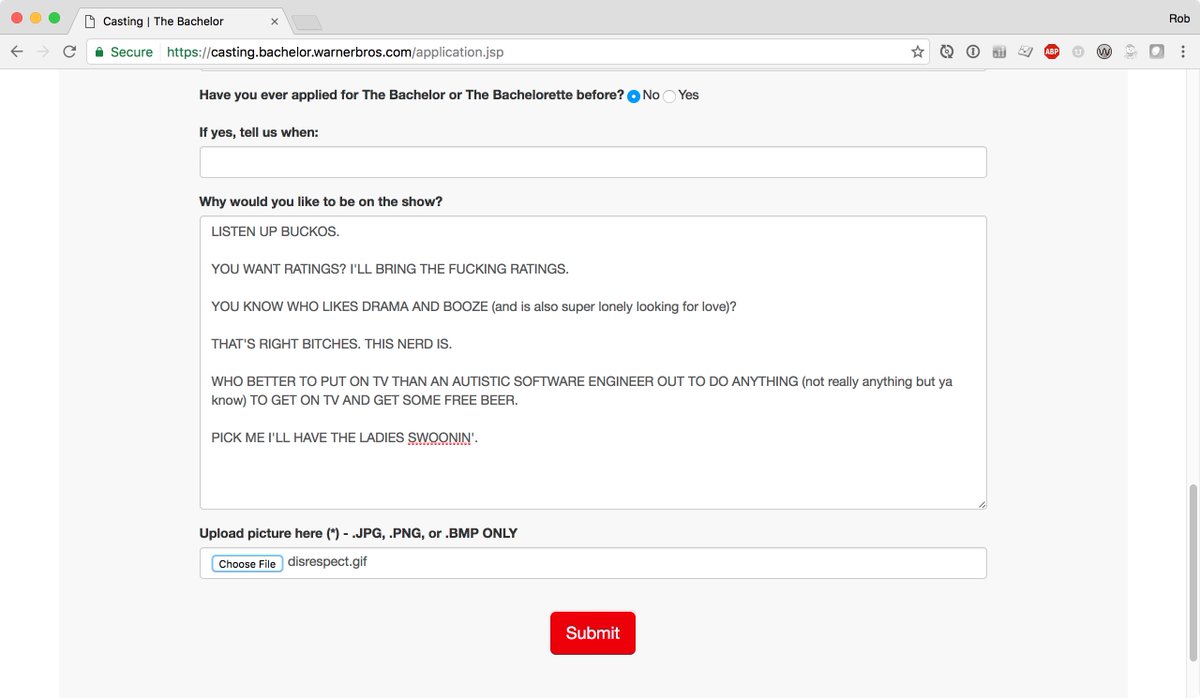 Casting | The Bachelor
Rob
Secure
https://casting.bachelor.warnerbros.com/application.jsp
ABP
W
Have you ever applied for The Bachelor or The Bachelorette before? No Yes
If yes, tell us when:
Why would you like to be on the show?
LISTEN UP BUCKOS.
YOU WANT RATINGS? I'LL BRING THE FUCKING RATINGS.
YOU KNOW WHO LIKES DRAMA AND BOOZE (and is also super lonely looking for love)?
THAT'S RIGHT BITCHES. THIS NERD IS.
WHO BETTER TO PUT ON TV THAN AN AUTISTIC SOFTWARE ENGINEER OUT TO DO ANYTHING (not really anything but ya
know) TO GET ON TV AND GET SOME FREE BEER.
PICK ME I'LL HAVE THE LADIES SWOONIN'.
Upload picture here (*) - .JPG, .PNG, or .BMP ONLY
Choose File disrespect.gif
Submit